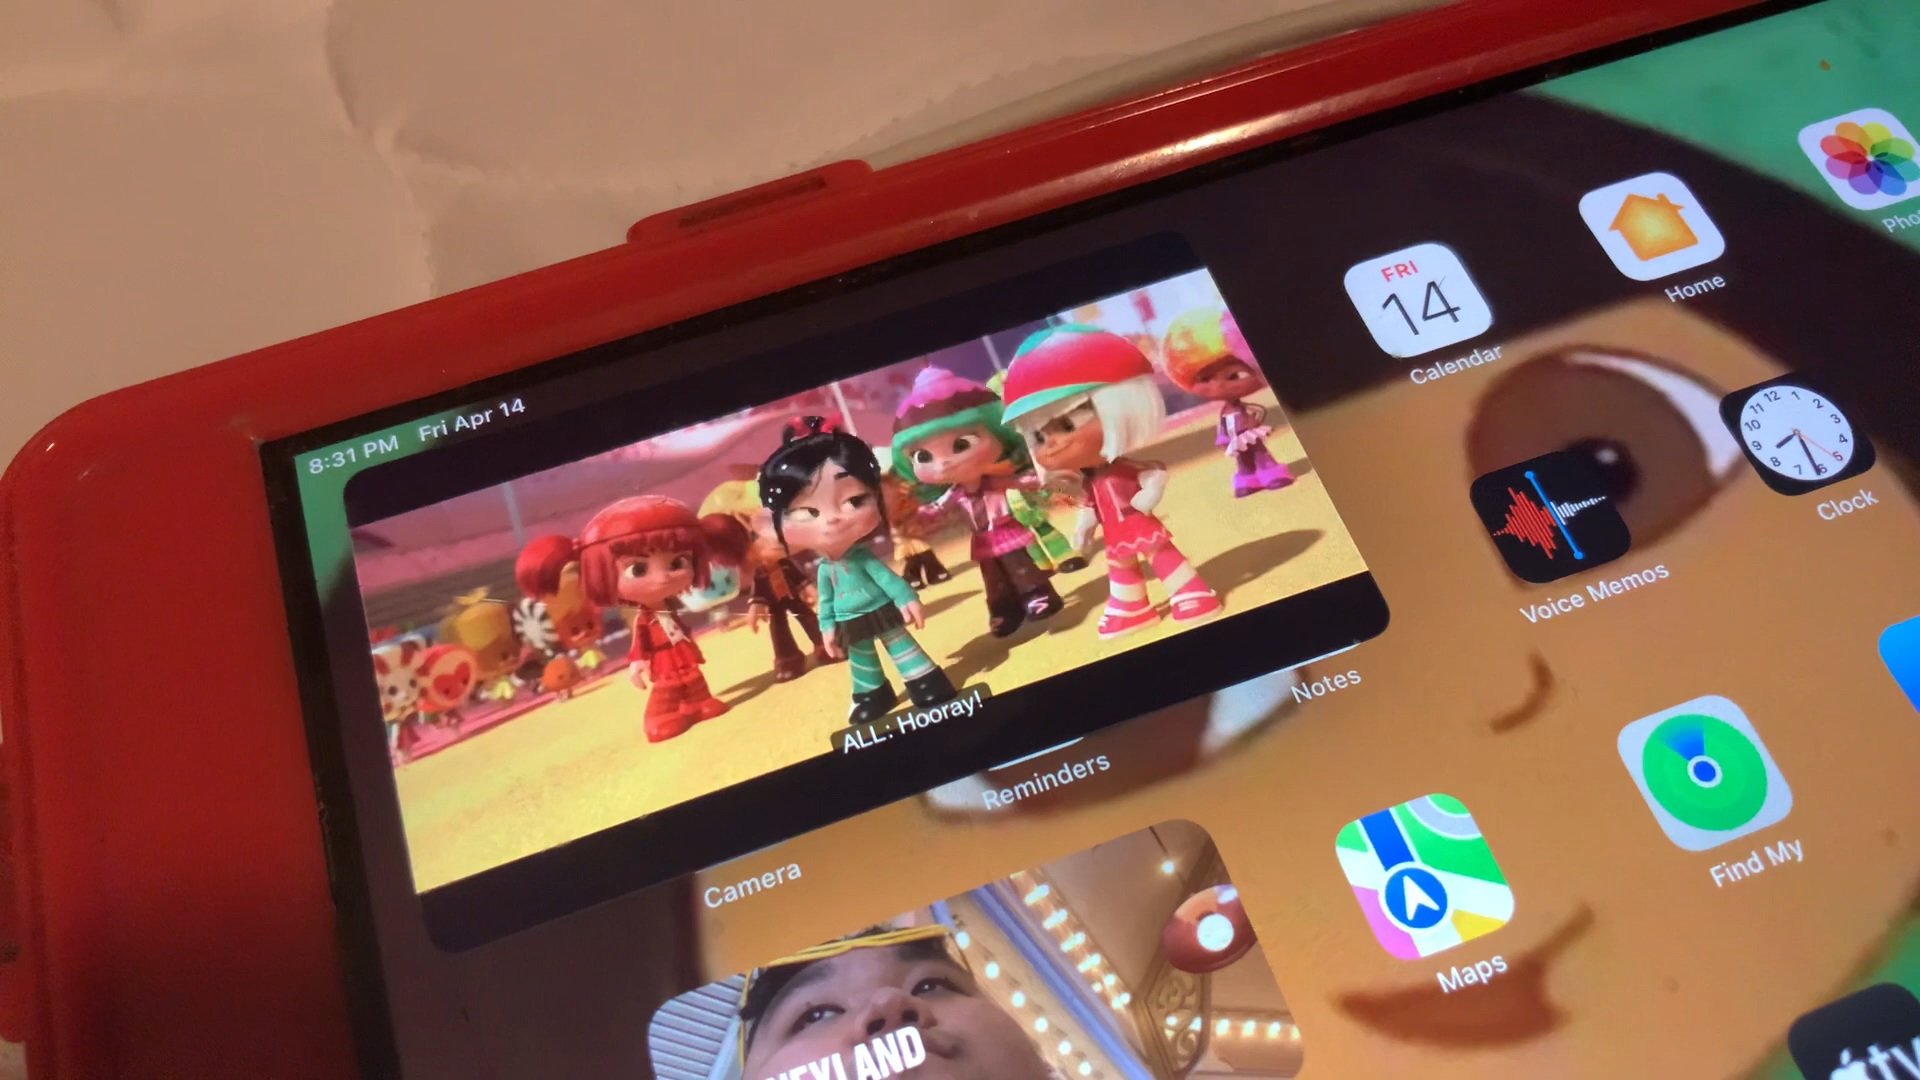 8:31 PM Fri Apr 14
ALL: Hooray!
FRI
14
Calendar
Home
Voice Memos
Clock
Notes
Reminders
Camera
Maps
Find My
tv